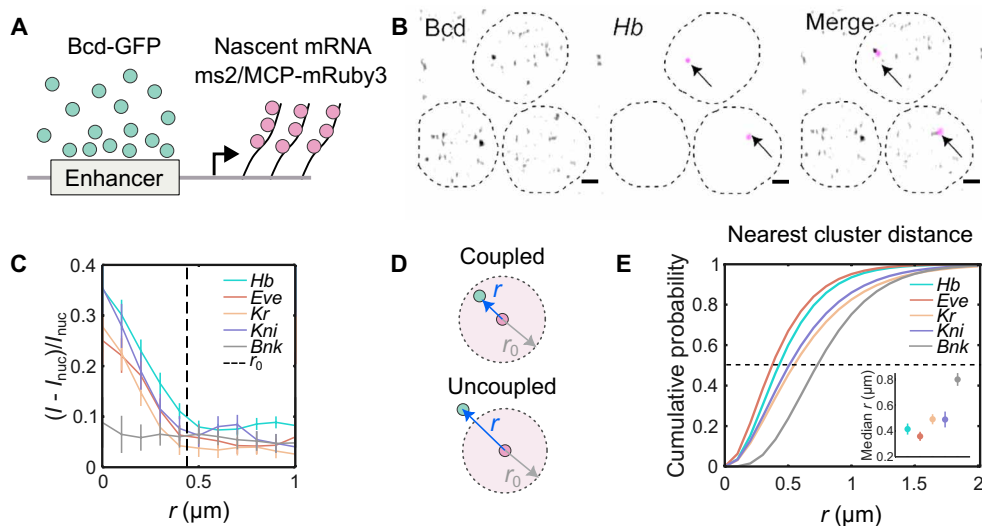 A
Bcd-GFP
Nascent mRNA
ms2/MCP-mRuby3
Enhancer
B
Bcd
Hb
Merge
C
(I - I_nuc)/I_nuc
0.4
0.3
0.2
0.1
0
0
0.5
1
r (μm)
Hb
Eve
Kr
Kni
Bnk
r₀
D
Coupled
r
r₀
Uncoupled
r
r₀
E
Nearest cluster distance
Cumulative probability
1
0.8
0.6
0.4
0.2
0
0
0.5
1
1.5
2
r (μm)
Hb
Eve
Kr
Kni
Bnk
Median r (μm)
0.8
0.6
0.4
0.2